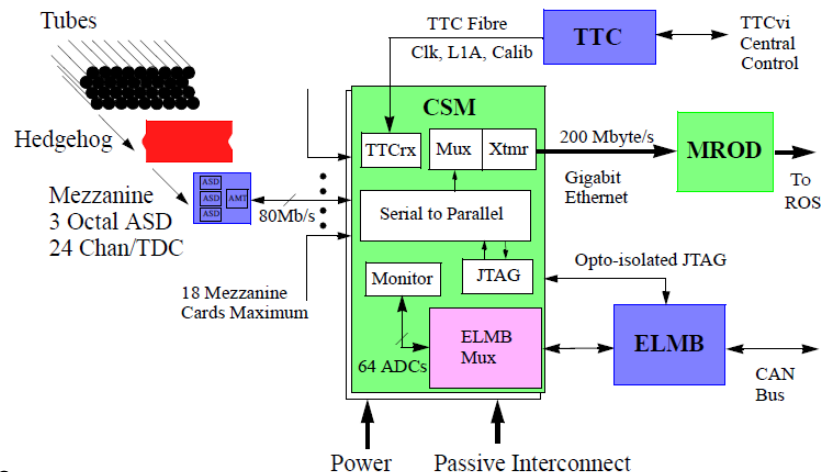 Tubes
Hedgehog
Mezzanine
3 Octal ASD
24 Chan/TDC
ASD
ASD
ASD
AMT
80Mb/s
18 Mezzanine
Cards Maximum
TTC Fibre
Clk, L1A, Calib
TTC
TTCvi
Central
Control
CSM
TTCrx
Mux
Xtmr
200 Mbyte/s
Gigabit
Ethernet
MROD
To
ROS
Serial to Parallel
Monitor
JTAG
Opto-isolated JTAG
64 ADCs
ELMB
Mux
ELMB
CAN
Bus
Power
Passive Interconnect